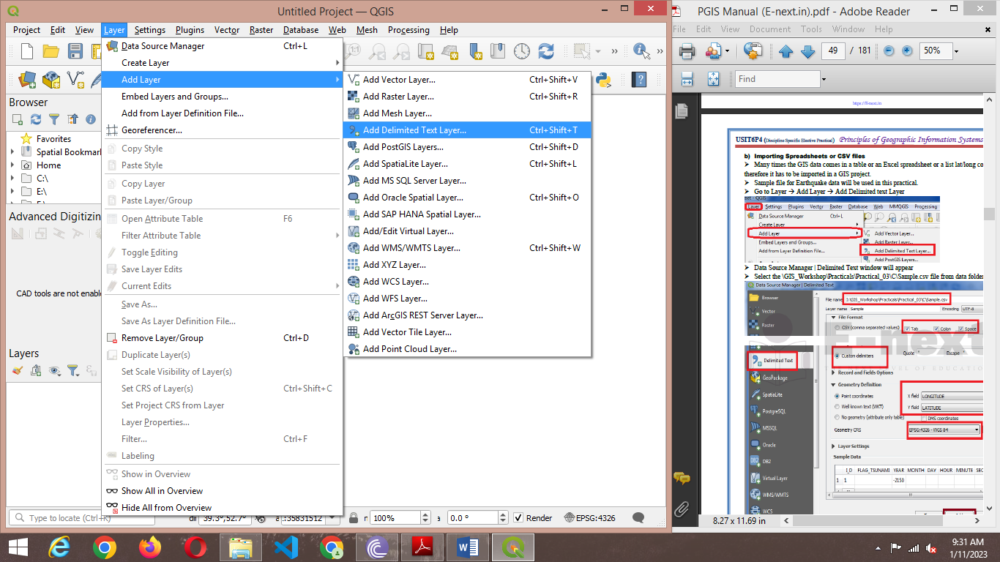 Untitled Project — QGIS
Project Edit View Layer Settings Plugins Vector Raster Database Web Mesh Processing Help
Data Source Manager Ctrl+L
Create Layer
Add Layer
Embed Layers and Groups...
Add from Layer Definition File...
Georeferencer...
Copy Style
Paste Style
Copy Layer
Paste Layer/Group
Open Attribute Table F6
Filter Attribute Table
Toggle Editing
Save Layer Edits
Current Edits
Save As...
Save As Layer Definition File...
Remove Layer/Group Ctrl+D
Duplicate Layer(s)
Set Scale Visibility of Layer(s)
Set CRS of Layer(s) Ctrl+Shift+C
Set Project CRS from Layer
Layer Properties...
Filter... Ctrl+F
Labeling
Show in Overview
Show All in Overview
Hide All from Overview
Add Vector Layer... Ctrl+Shift+V
Add Raster Layer... Ctrl+Shift+R
Add Mesh Layer...
Add Delimited Text Layer... Ctrl+Shift+T
Add PostGIS Layers... Ctrl+Shift+D
Add SpatiaLite Layer... Ctrl+Shift+L
Add MS SQL Server Layer...
Add Oracle Spatial Layer... Ctrl+Shift+O
Add SAP HANA Spatial Layer...
Add/Edit Virtual Layer...
Add WMS/WMTS Layer... Ctrl+Shift+W
Add XYZ Layer...
Add WCS Layer...
Add WFS Layer...
Add ArcGIS REST Server Layer...
Add Vector Tile Layer...
Add Point Cloud Layer...
Browser
Favorites
Spatial Bookmar
Home
C:\
E:\
Advanced Digitizin
CAD tools are not enable
Layers
Type to locate (Ctrl+K)
39.3°,52.7° :35831512 100% a 0.0 ° Render EPSG:4326
PGIS Manual (E-next.in).pdf - Adobe Reader
File Edit View Document Tools Window Help
49 / 181 50%
Find
https://E-next.in
USIT6P4 (Discipline Specific Elective Practical) Principles of Geographic Information Systems
b) Importing Spreadsheets or CSV files
Many times the GIS data comes in a table or an Excel spreadsheet or a list lat/long co
therefore it has to be imported in a GIS project.
Sample file for Earthquake data will be used in this practical.
Go to Layer → Add Layer → Add Delimited text Layer
eet - QGIS
Layer Settings Plugins Vector Raster Database Web MMQGIS Processing
Data Source Manager Ctrl+L
Create Layer
Add Layer Add Vector Layer...
Embed Layers and Groups... Add Raster Layer...
Add from Layer Definition File... Add Delimited Text Layer...
Add PostGIS Layers...
Data Source Manager | Delimited Text window will appear
Select the \GIS_Workshop\Practicals\Practical_03\C\Sample.csv file from data folder
Data Source Manager | Delimited Text
Browser
Vector
Raster
Delimited Text
GeoPackage
SpatiaLite
PostgreSQL
MSSQL
Oracle
DB2
Virtual Layer
WMS/WMTS
WCS
File name I:\GIS_Workshop\Practicals\Practical_03\C\Sample.csv
Layer name Sample Encoding UTF-8
File Format
CSV (comma separated values) Tab Colon Space
Custom delimiters Quote " Escape "
E-next
Record and Fields Options
Geometry Definition
Point coordinates X field LONGITUDE
Well known text (WKT) Y field LATITUDE
No geometry (attribute only table) DMS coordinates
Geometry CRS EPSG:4326 - WGS 84
Layer Settings
Sample Data
I_D FLAG_TSUNAMI YEAR MONTH DAY HOUR MINUTE SEC
1 1 -2150
8.27 x 11.69 in
9:31 AM
1/11/2023